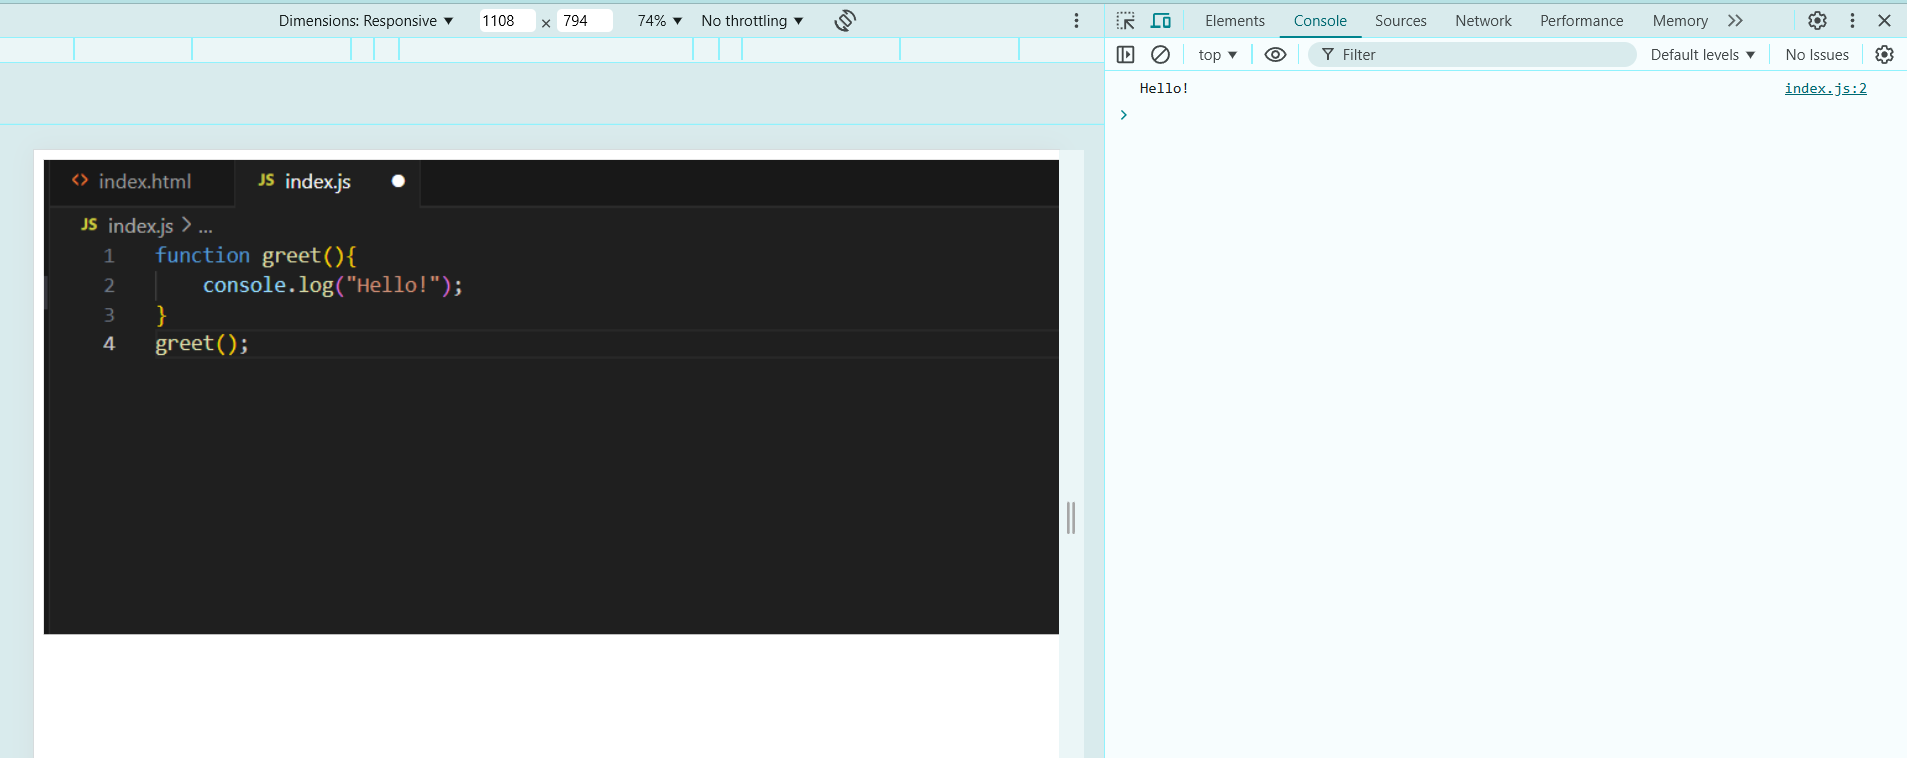 Dimensions: Responsive ▼ 1108 × 794 74% ▼ No throttling ▼
Elements Console Sources Network Performance Memory
top ▼ Filter Default levels ▼ No Issues
Hello! index.js:2
>
index.html JS index.js
JS index.js > ...
1 function greet(){
2 console.log("Hello!");
3 }
4 greet();